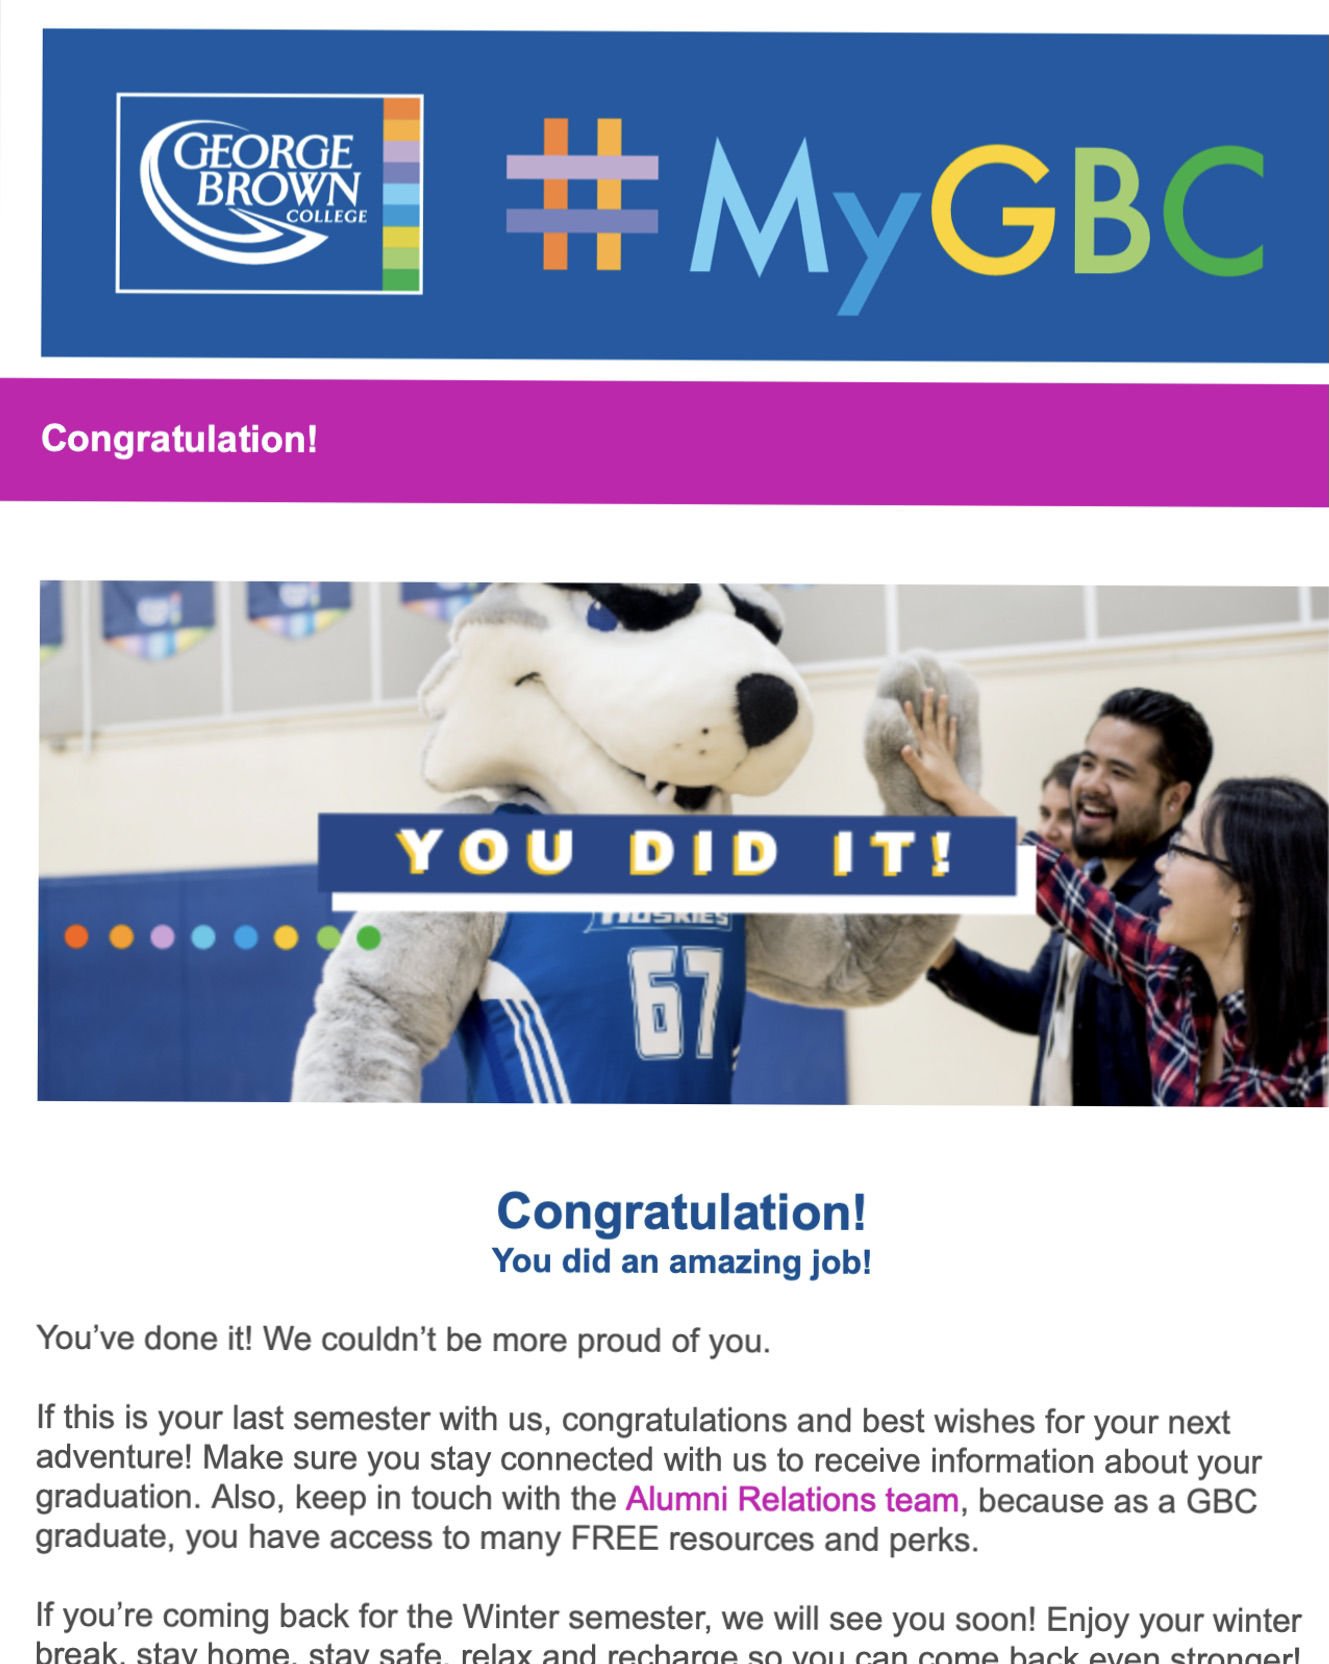 GEORGE
BROWN
COLLEGE
#MyGBC
Congratulation!
YOU DID IT!
HUSKIES
67
Congratulation!
You did an amazing job!
You’ve done it! We couldn’t be more proud of you.
If this is your last semester with us, congratulations and best wishes for your next
adventure! Make sure you stay connected with us to receive information about your
graduation. Also, keep in touch with the Alumni Relations team, because as a GBC
graduate, you have access to many FREE resources and perks.
If you’re coming back for the Winter semester, we will see you soon! Enjoy your winter
break, stay home, stay safe, relax and recharge so you can come back even stronger!